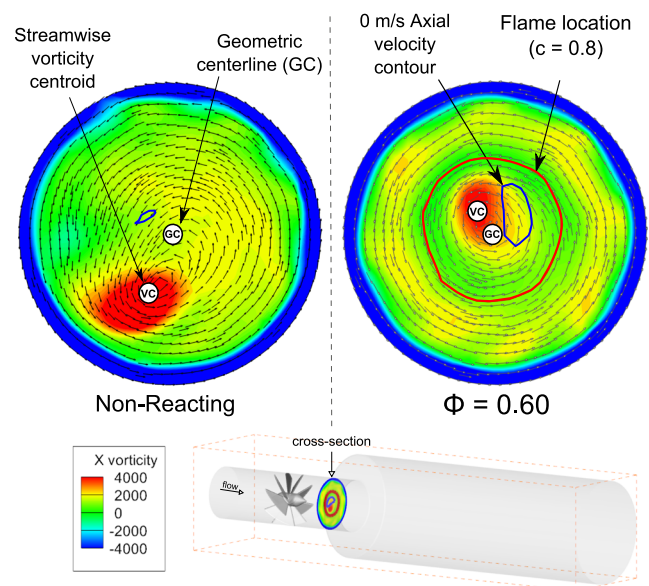 Streamwise
vorticity
centroid
Geometric
centerline (GC)
0 m/s Axial
velocity
contour
Flame location
(c = 0.8)
GC
VC
VC
GC
Non-Reacting
Φ = 0.60
cross-section
X vorticity
4000
2000
0
-2000
-4000
flow